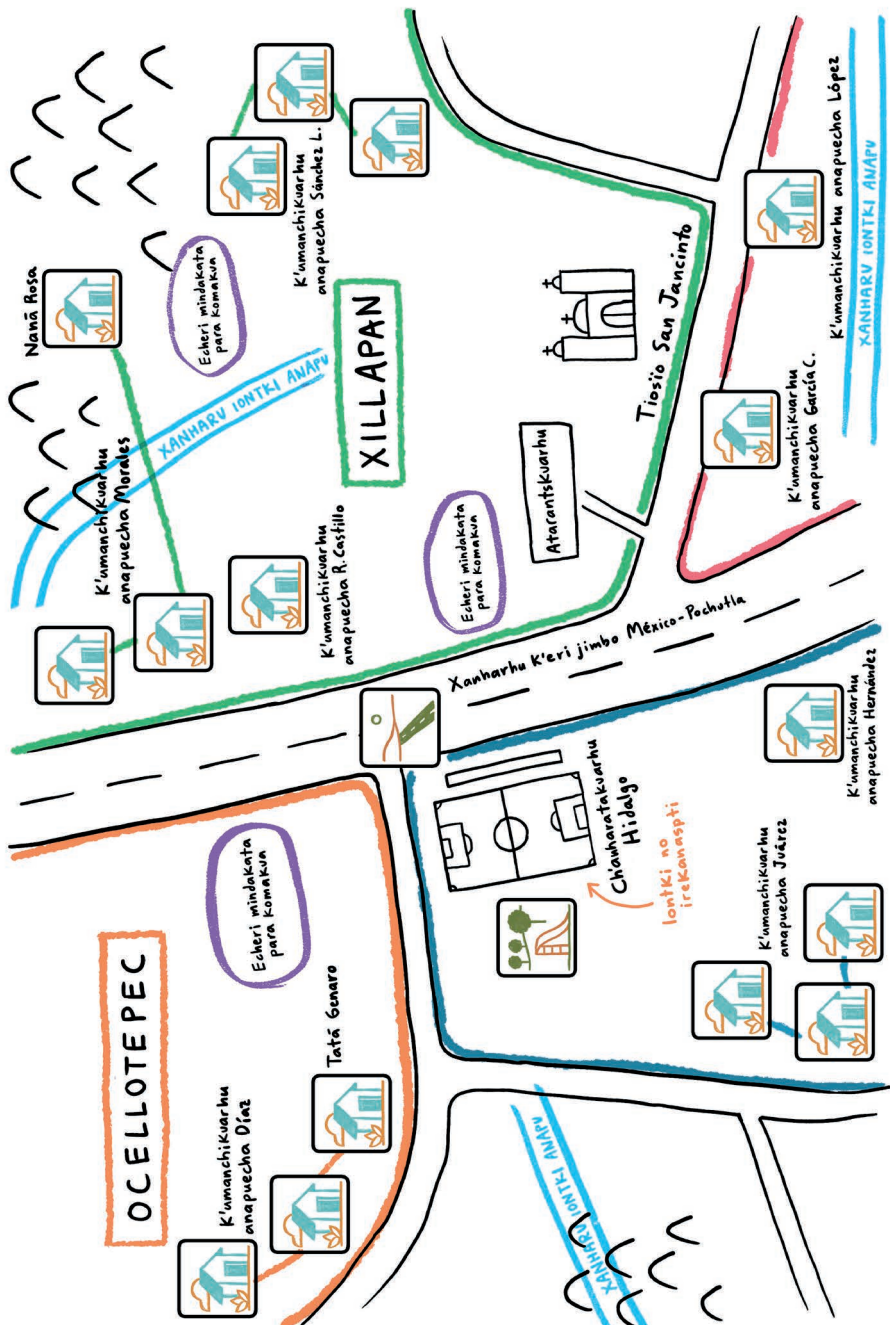 OCELLOTEPEC
K'umanchikuarhu
anapuecha Díaz
Tatá Genaro
Echeri mindakata
para komakua
Naná Rosa
K'umanchikuarhu
anapuecha Morales
XANHARU IONTKI ANAPU
Echeri mindakata
para komakua
K'umanchikuarhu
anapuecha Sánchez L.
K'umanchikuarhu
anapuecha R. Castillo
XILLAPAN
Echeri mindakata
para komakua
Atarantskuarhu
Tiosio San Jancinto
Xanharhu k'eri jimbo México-Pochutla
XANHARU IONTKI ANAPU
Ch'anharatakuarhu
Hidalgo
Iontki no
irekanaspti
K'umanchikuarhu
anapuecha Juárez
K'umanchikuarhu
anapuecha Hernández
K'umanchikuarhu
anapuecha García C.
K'umanchikuarhu anapuecha López
XANHARU IONTKI ANAPU